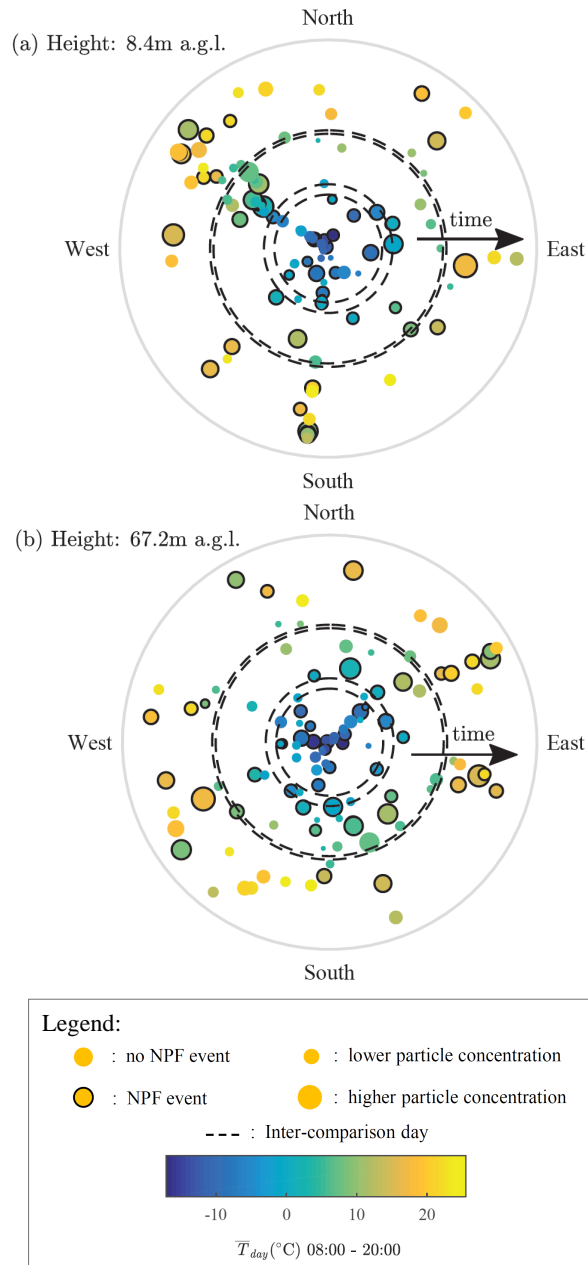 North
(a) Height: 8.4m a.g.l.
time
West
East
South
North
(b) Height: 67.2m a.g.l.
time
West
East
South
Legend:
: no NPF event : lower particle concentration
: NPF event : higher particle concentration
: Inter-comparison day
-10 0 10 20
T̅day(°C) 08:00 - 20:00